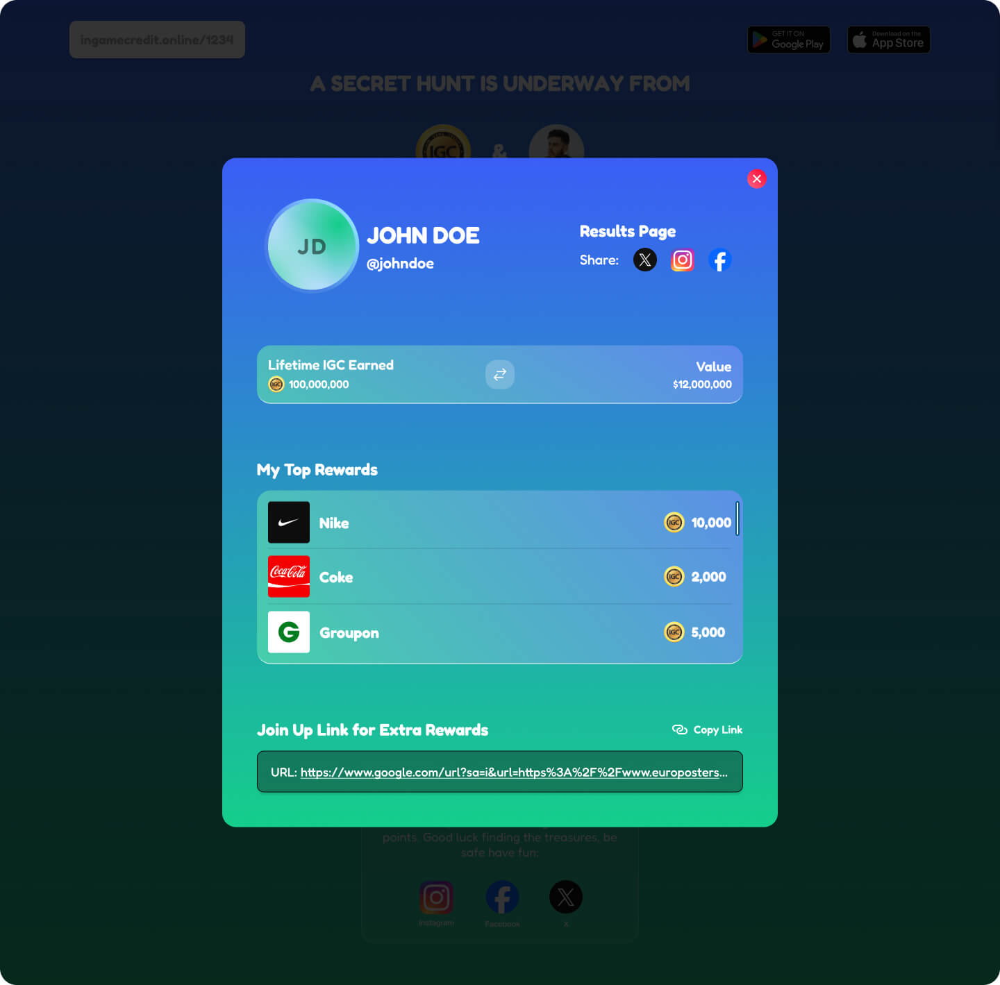 ingamecredit.online/1234
GET IT ON
Google Play
Download on the
App Store
A SECRET HUNT IS UNDERWAY FROM
IGC
&
JD
JOHN DOE
@johndoe
Results Page
Share:
Lifetime IGC Earned
IGC 100,000,000
Value
$12,000,000
My Top Rewards
Nike
IGC 10,000
Coca-Cola
Coke
IGC 2,000
G
Groupon
IGC 5,000
Join Up Link for Extra Rewards
Copy Link
URL: https://www.google.com/url?sa=i&url=https%3A%2F%2Fwww.europosters...
points. Good luck finding the treasures, be
safe have fun:
Instagram
Facebook
X